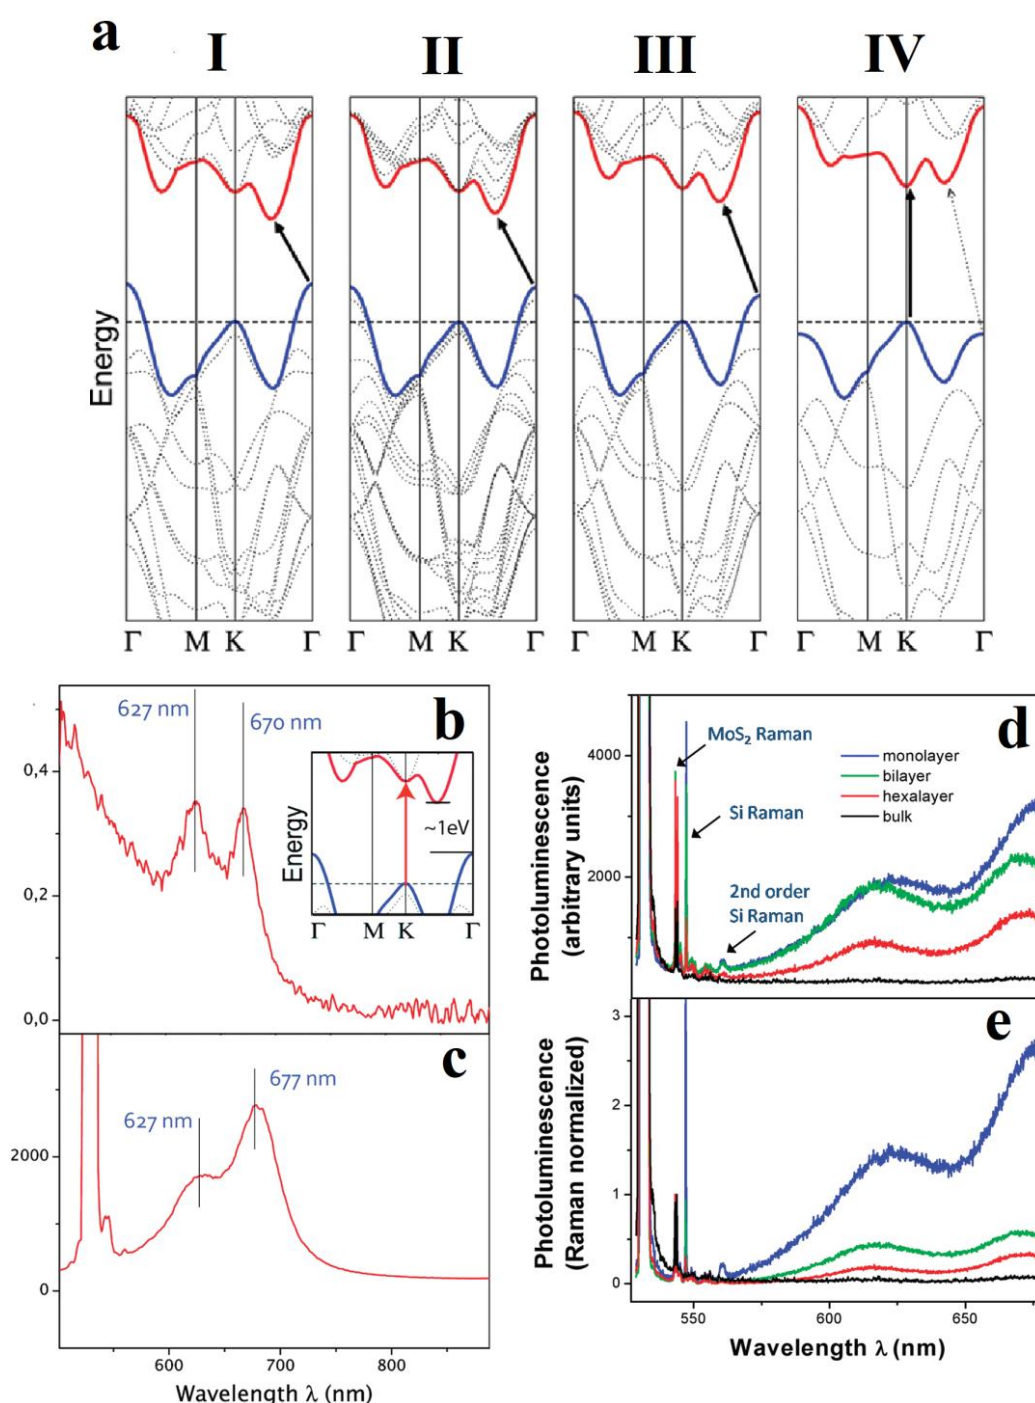 a
I II III IV
Energy
Γ M K Γ Γ M K Γ Γ M K Γ Γ M K Γ
b
627 nm
670 nm
0,4
0,2
0,0
Energy
~1eV
Γ M K Γ
c
677 nm
627 nm
2000
0
600 700 800
Wavelength λ (nm)
d
MoS₂ Raman
Si Raman
2nd order
Si Raman
monolayer
bilayer
hexalayer
bulk
4000
2000
Photoluminescence
(arbitrary units)
e
3
2
1
0
Photoluminescence
(Raman normalized)
550 600 650
Wavelength λ (nm)